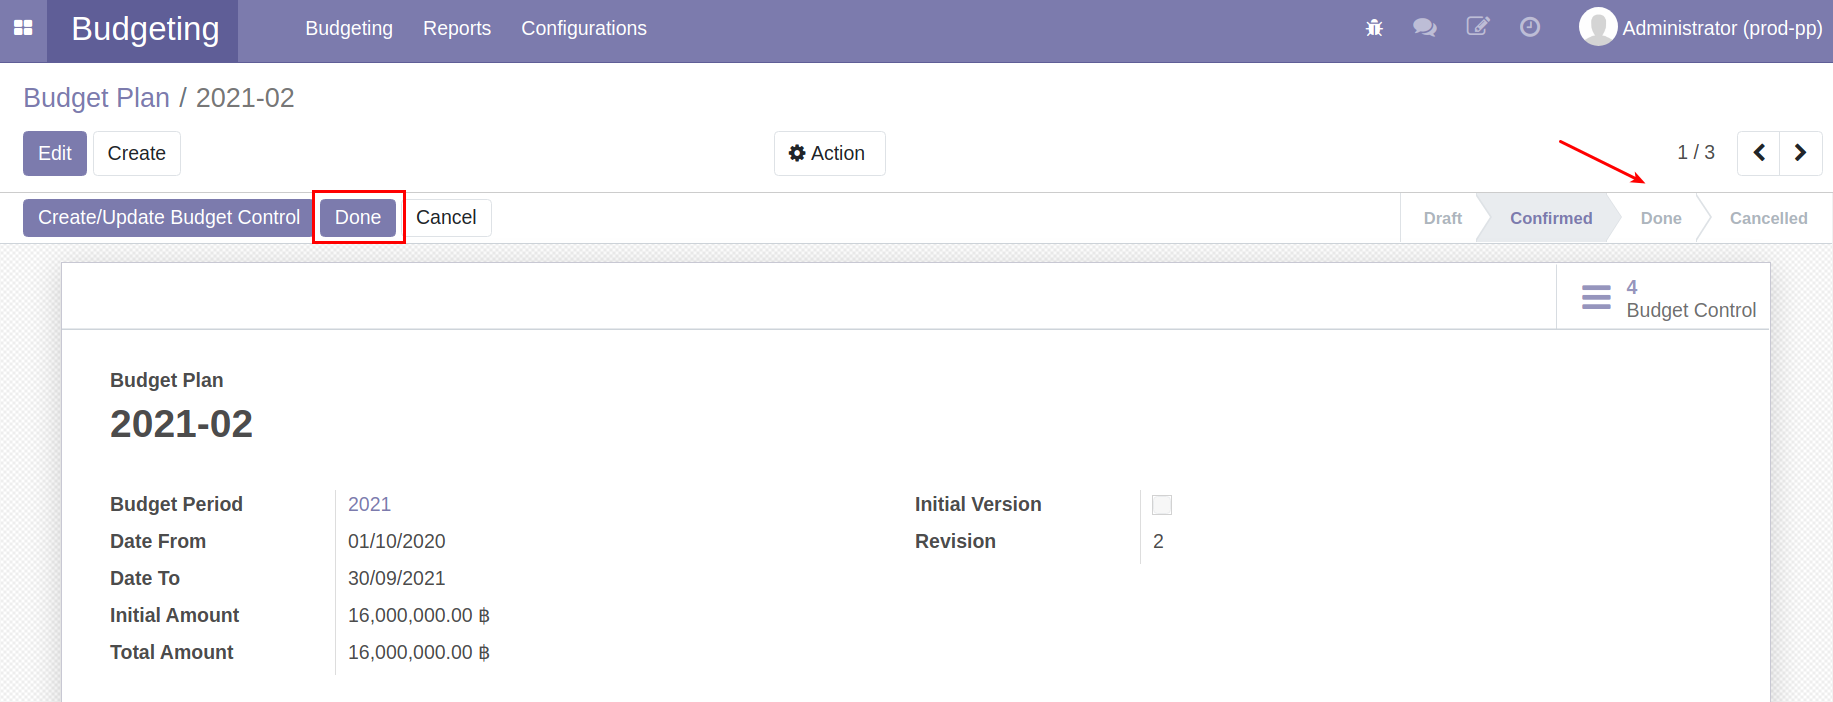 Budgeting Budgeting Reports Configurations Administrator (prod-pp)
Budget Plan / 2021-02
Edit Create Action 1 / 3
Create/Update Budget Control Done Cancel Draft Confirmed Done Cancelled
4
Budget Control
Budget Plan
2021-02
Budget Period 2021 Initial Version
Date From 01/10/2020 Revision 2
Date To 30/09/2021
Initial Amount 16,000,000.00 ฿
Total Amount 16,000,000.00 ฿